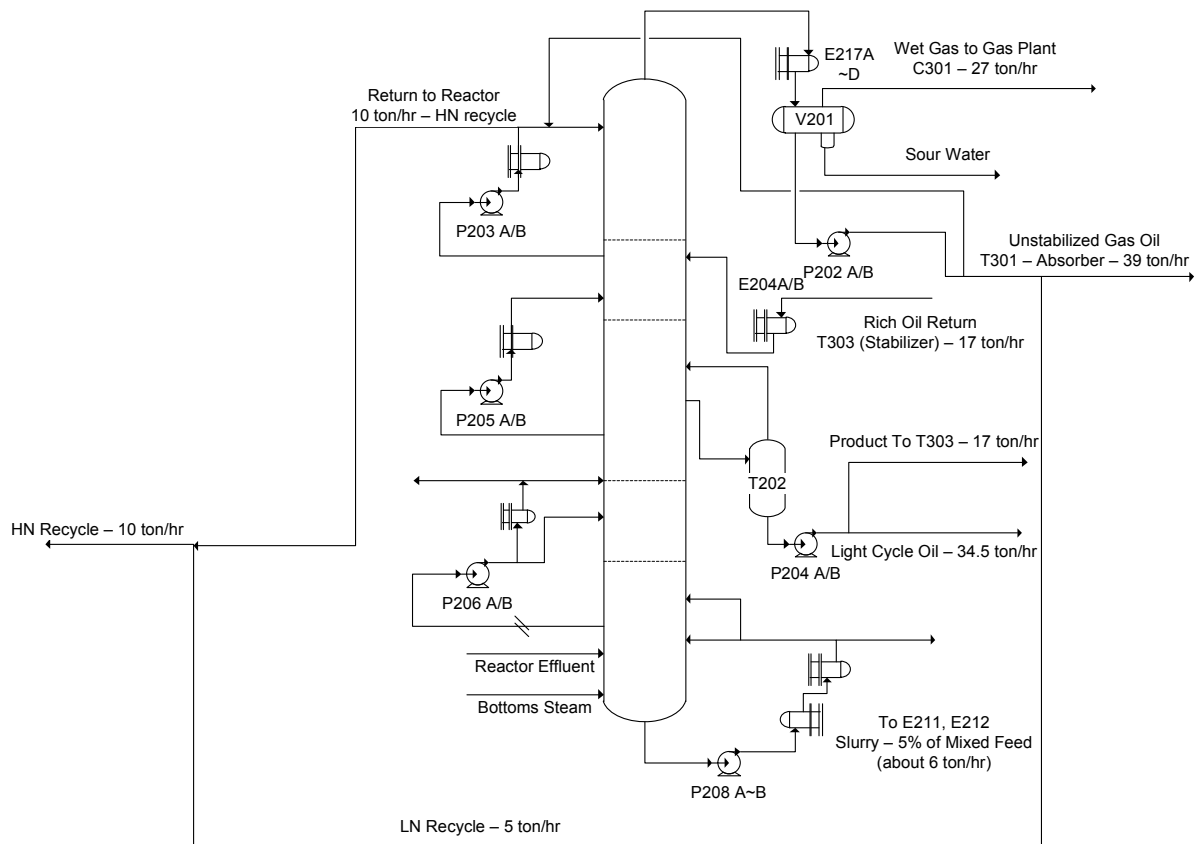 E217A
~D
Wet Gas to Gas Plant
C301 – 27 ton/hr
Return to Reactor
10 ton/hr – HN recycle
V201
Sour Water
P203 A/B
P202 A/B
Unstabilized Gas Oil
T301 – Absorber – 39 ton/hr
E204A/B
Rich Oil Return
T303 (Stabilizer) – 17 ton/hr
P205 A/B
Product To T303 – 17 ton/hr
T202
HN Recycle – 10 ton/hr
Light Cycle Oil – 34.5 ton/hr
P204 A/B
P206 A/B
Reactor Effluent
Bottoms Steam
To E211, E212
Slurry – 5% of Mixed Feed
(about 6 ton/hr)
P208 A~B
LN Recycle – 5 ton/hr